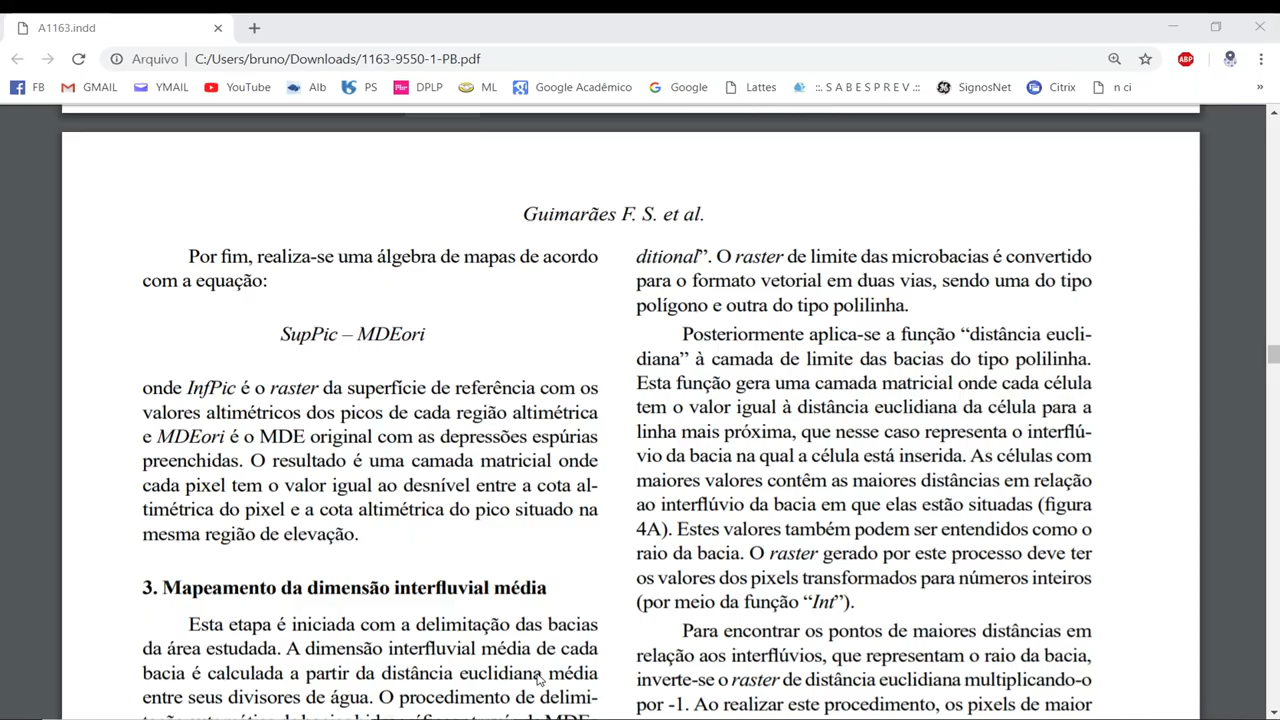 A1163.indd
Arquivo
C:/Users/bruno/Downloads/1163-9550-1-PB.pdf
ABP
FB
GMAIL
YMAIL
YouTube
Alb
PS
DPLP
ML
Google Acadêmico
Google
Lattes
::. S A B E S P R E V .::
SignosNet
Citrix
n ci
»
Guimarães F. S. et al.
Por fim, realiza-se uma álgebra de mapas de acordo
com a equação:
SupPic – MDEori
onde InfPic é o raster da superfície de referência com os
valores altimétricos dos picos de cada região altimétrica
e MDEori é o MDE original com as depressões espúrias
preenchidas. O resultado é uma camada matricial onde
cada pixel tem o valor igual ao desnível entre a cota al-
timétrica do pixel e a cota altimétrica do pico situado na
mesma região de elevação.
3. Mapeamento da dimensão interfluvial média
Esta etapa é iniciada com a delimitação das bacias
da área estudada. A dimensão interfluvial média de cada
bacia é calculada a partir da distância euclidiana média
entre seus divisores de água. O procedimento de delimi-
ditional”. O raster de limite das microbacias é convertido
para o formato vetorial em duas vias, sendo uma do tipo
polígono e outra do tipo polilinha.
Posteriormente aplica-se a função “distância eucli-
diana” à camada de limite das bacias do tipo polilinha.
Esta função gera uma camada matricial onde cada célula
tem o valor igual à distância euclidiana da célula para a
linha mais próxima, que nesse caso representa o interflú-
vio da bacia na qual a célula está inserida. As células com
maiores valores contêm as maiores distâncias em relação
ao interflúvio da bacia em que elas estão situadas (figura
4A). Estes valores também podem ser entendidos como o
raio da bacia. O raster gerado por este processo deve ter
os valores dos pixels transformados para números inteiros
(por meio da função “Int”).
Para encontrar os pontos de maiores distâncias em
relação aos interflúvios, que representam o raio da bacia,
inverte-se o raster de distância euclidiana multiplicando-o
por -1. Ao realizar este procedimento, os pixels de maior